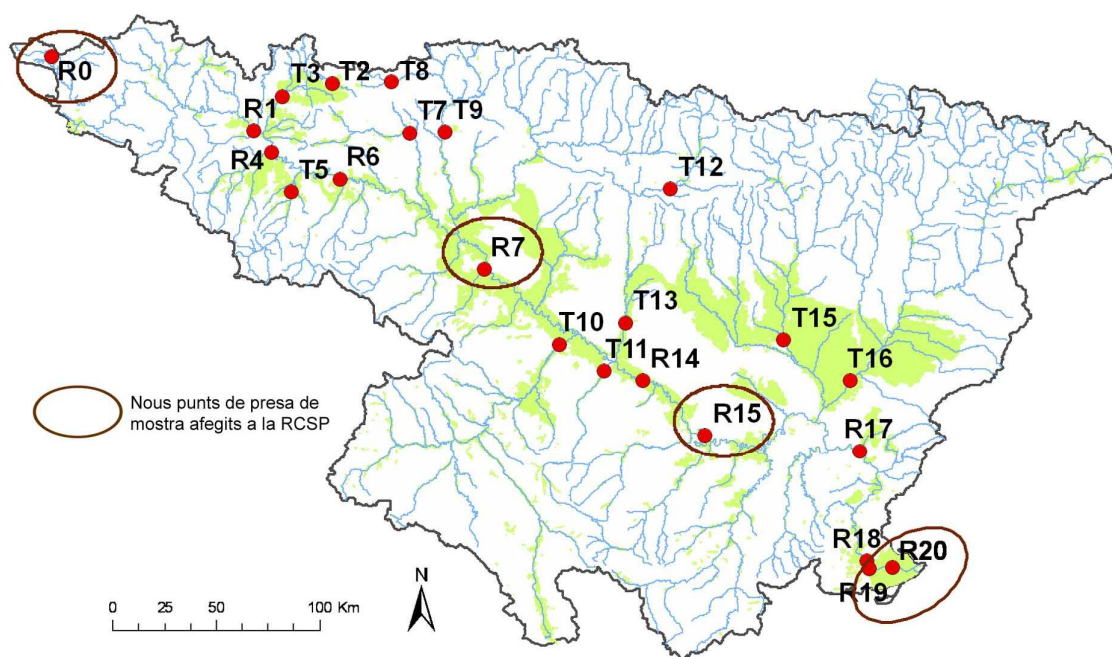 R0
T3
T2
T8
R1
T7
T9
R4
T5
R6
T12
R7
T13
T10
T11
R14
T15
T16
Nous punts de presa de
mostra afegits a la RCSP
R15
R17
R18
R20
R19
N
0 25 50 100 Km